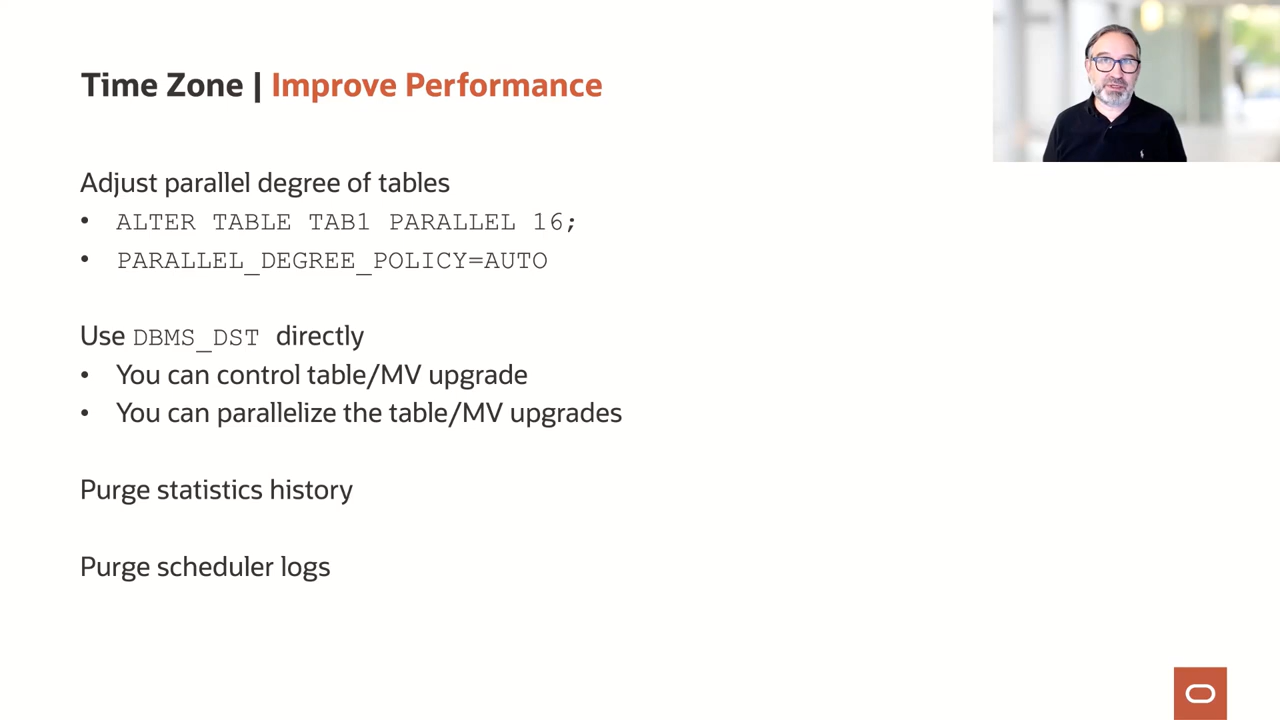 Time Zone | Improve Performance
Adjust parallel degree of tables
• ALTER TABLE TAB1 PARALLEL 16;
• PARALLEL_DEGREE_POLICY=AUTO
Use DBMS_DST directly
• You can control table/MV upgrade
• You can parallelize the table/MV upgrades
Purge statistics history
Purge scheduler logs